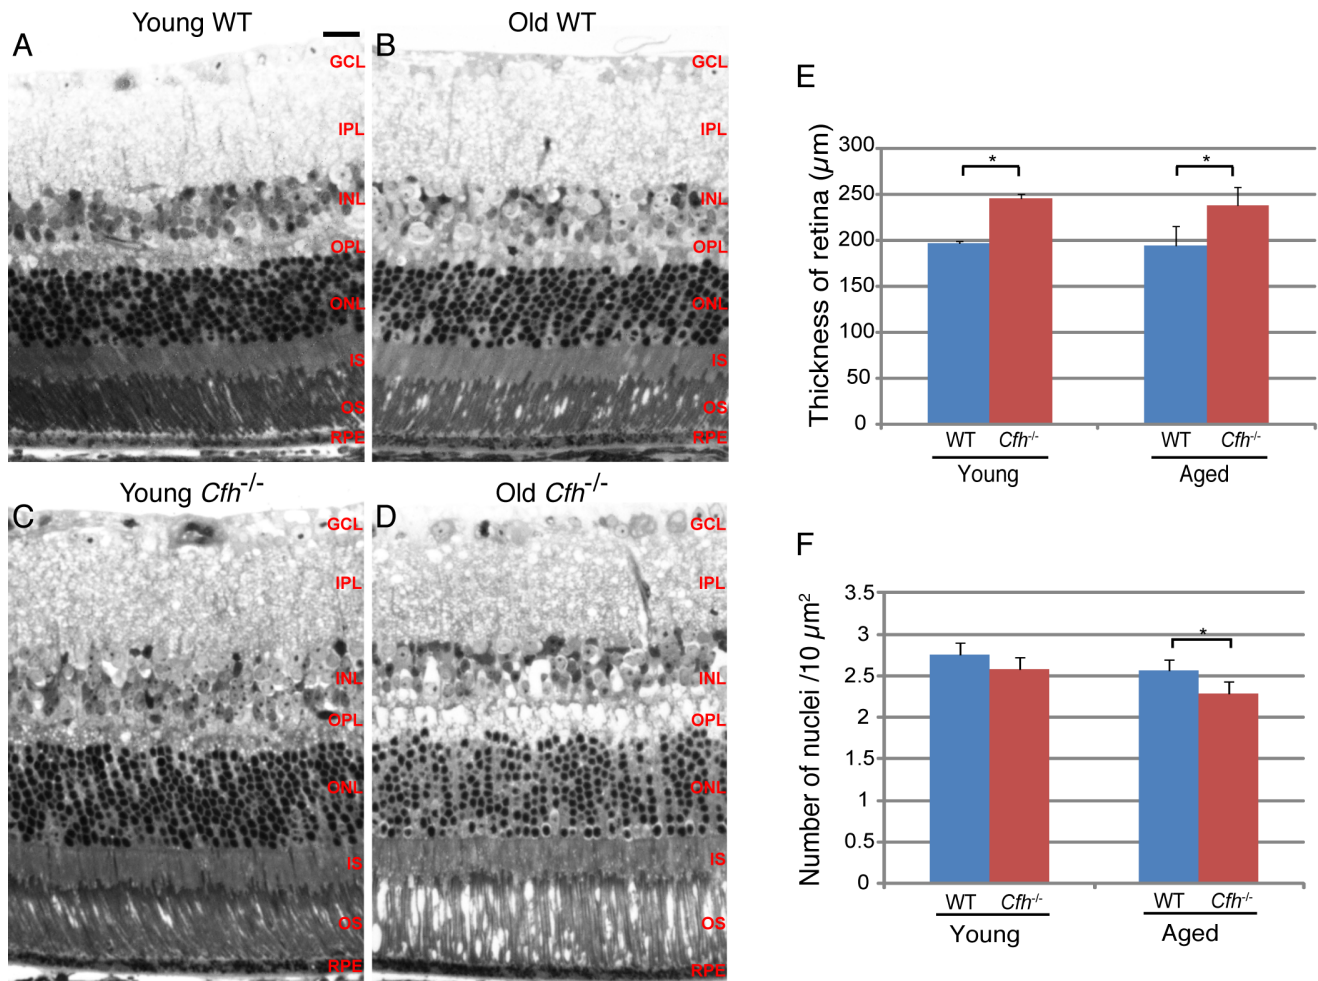 Young WT
A
GCL
IPL
INL
OPL
ONL
IS
OS
RPE
Old WT
B
GCL
IPL
INL
OPL
ONL
IS
OS
RPE
Young Cfh-/-
C
GCL
IPL
INL
OPL
ONL
IS
OS
RPE
Old Cfh-/-
D
GCL
IPL
INL
OPL
ONL
IS
OS
RPE
E
Thickness of retina (µm)
300
250
200
150
100
50
0
*
*
WT Cfh-/- WT Cfh-/-
Young Aged
F
Number of nuclei /10 µm²
3.5
3
2.5
2
1.5
1
0.5
0
*
WT Cfh-/- WT Cfh-/-
Young Aged